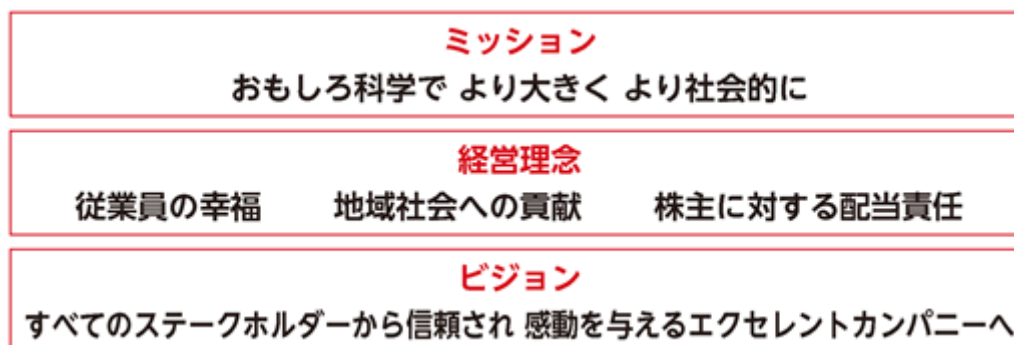 ミッション
おもしろ科学で より大きく より社会的に
経営理念
従業員の幸福 地域社会への貢献 株主に対する配当責任
ビジョン
すべてのステークホルダーから信頼され 感動を与えるエクセレントカンパニーへ